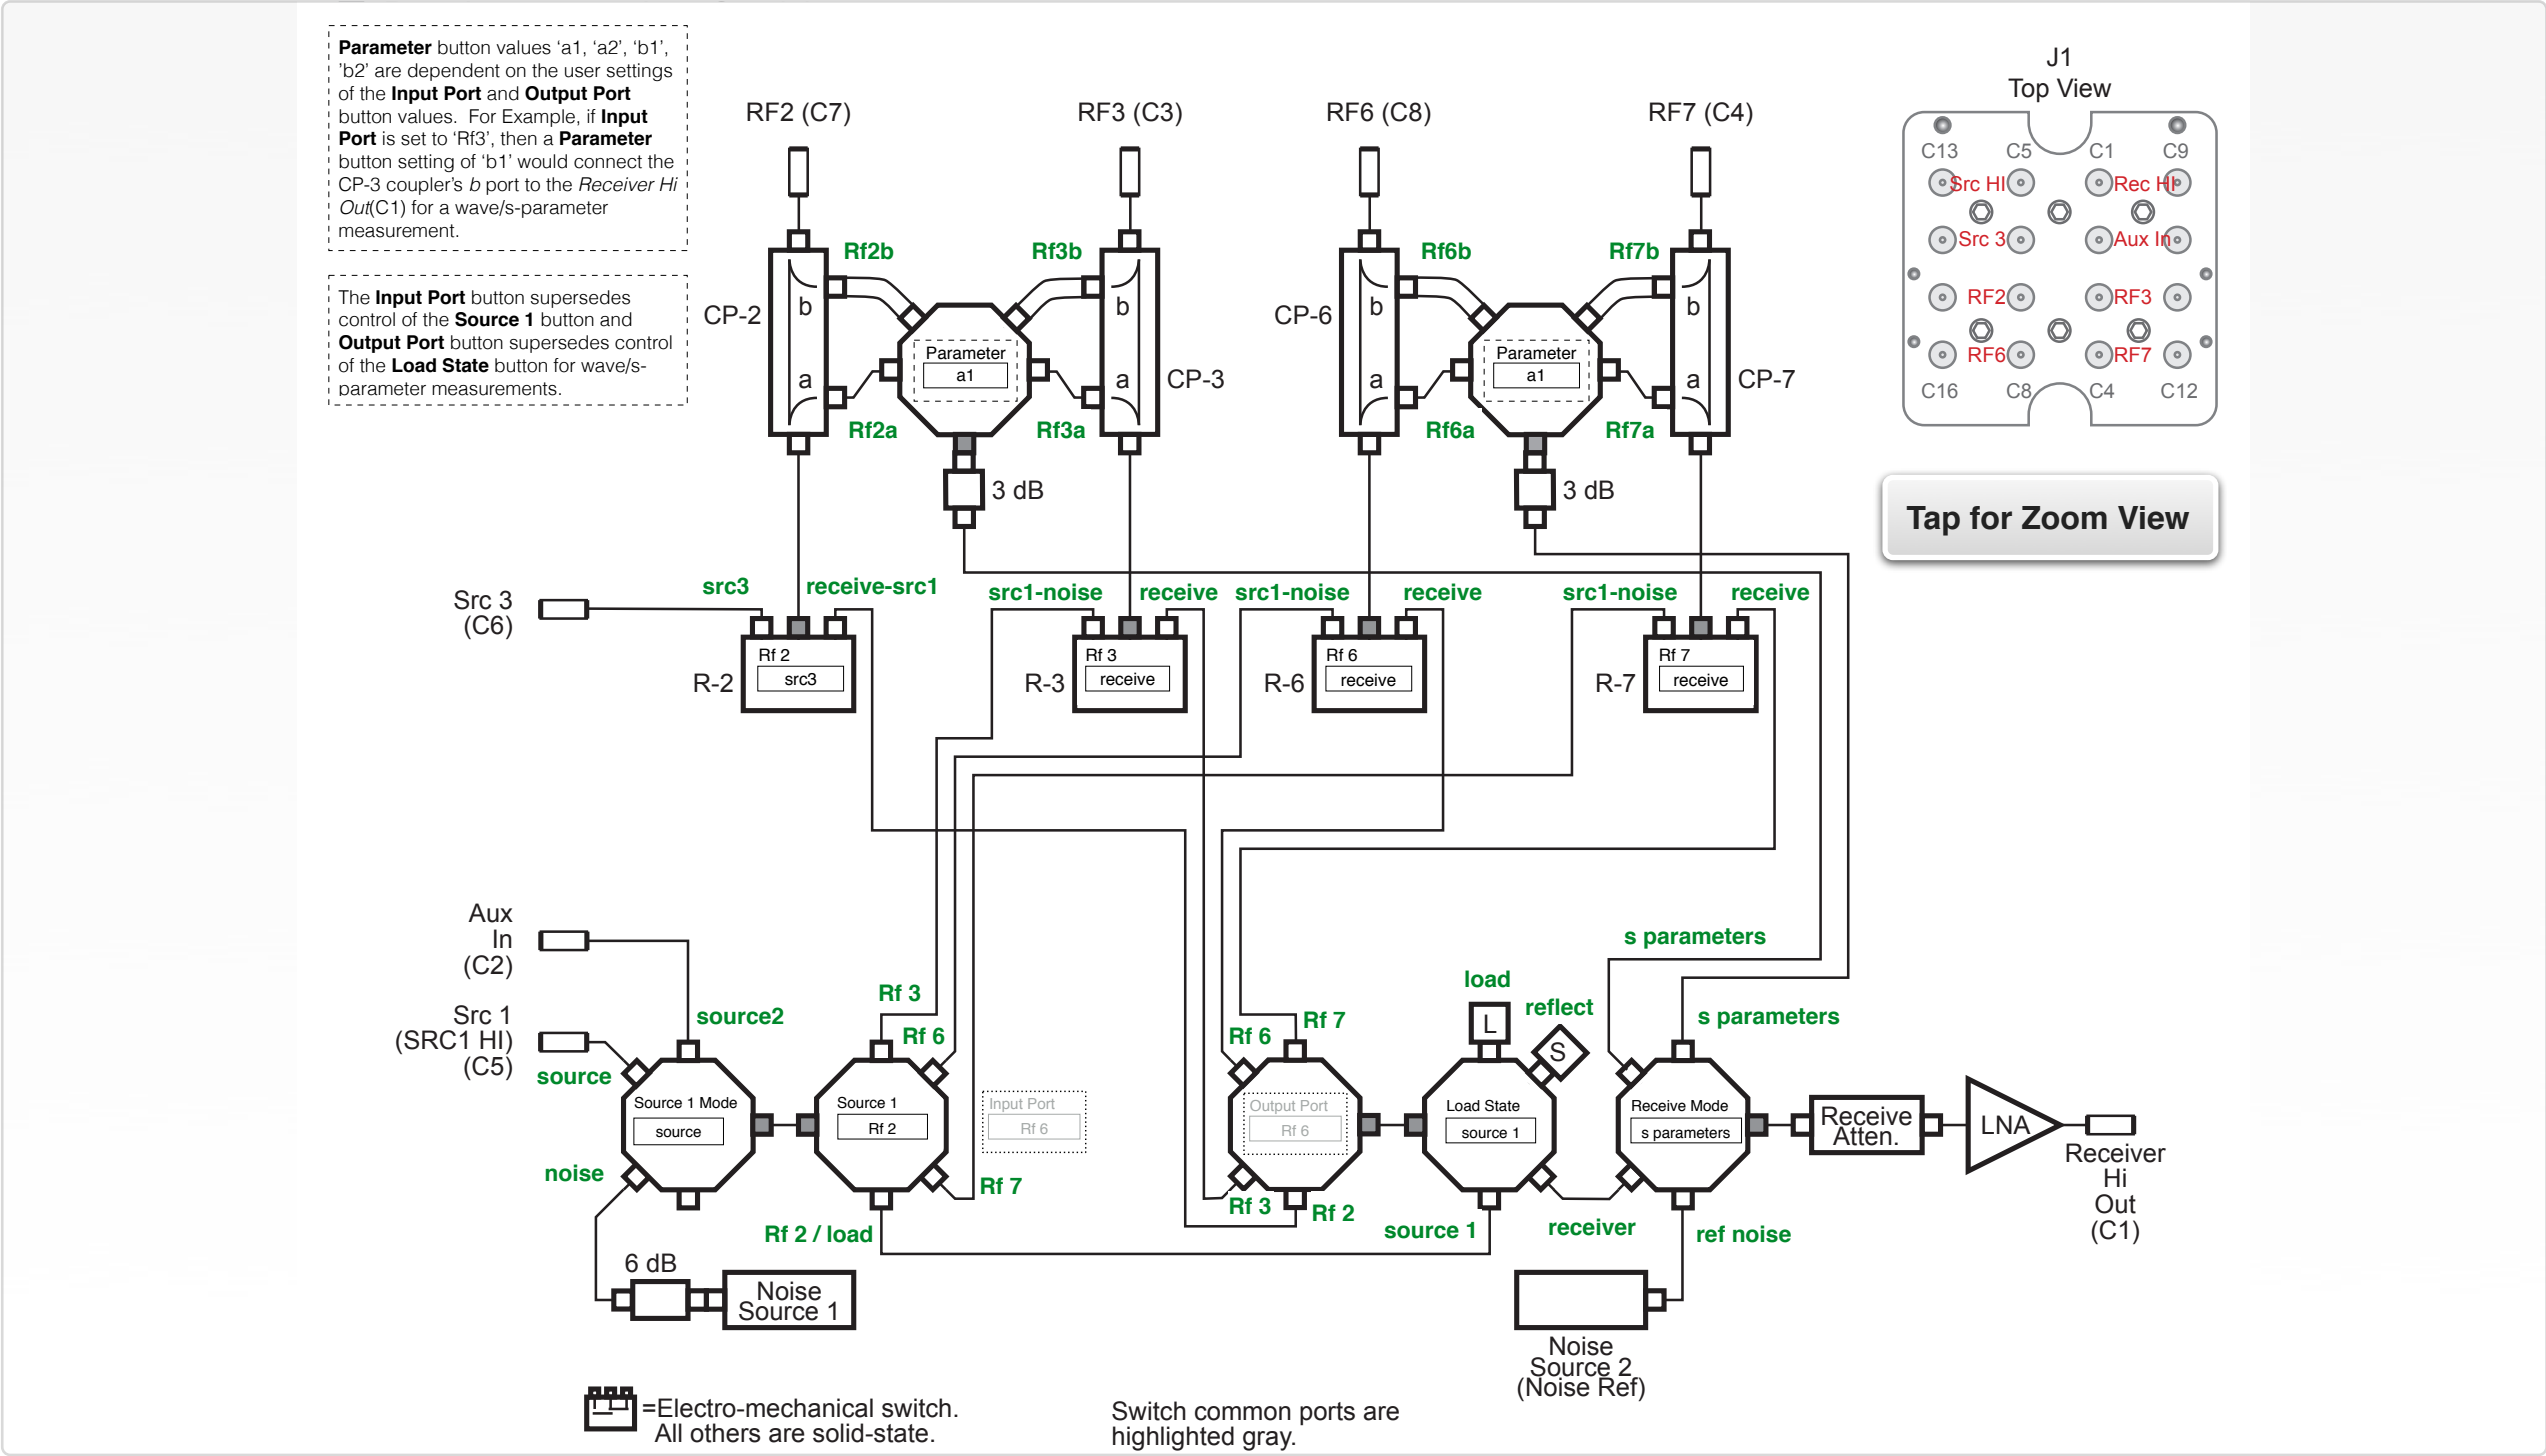 Parameter button values ‘a1, ‘a2’, ‘b1’,
’b2’ are dependent on the user settings
of the Input Port and Output Port
button values.  For Example, if Input
Port is set to ‘Rf3’, then a Parameter
button setting of ‘b1’ would connect the
CP-3 coupler’s b port to the Receiver Hi
Out(C1) for a wave/s-parameter
measurement.
The Input Port button supersedes
control of the Source 1 button and
Output Port button supersedes control
of the Load State button for wave/s-
parameter measurements.
RF2 (C7)
RF3 (C3)
RF6 (C8)
RF7 (C4)
J1
Top View
C13
C5
C1
C9
Src HI
Rec HI
Src 3
Aux In
RF2
RF3
RF6
RF7
C16
C8
C4
C12
Tap for Zoom View
Rf2b
Rf3b
Rf6b
Rf7b
b
b
b
b
CP-2
CP-6
Parameter
a1
Parameter
a1
a
a
a
a
CP-3
CP-7
Rf2a
Rf3a
Rf6a
Rf7a
3 dB
3 dB
Src 3
(C6)
src3
receive-src1
src1-noise
receive
src1-noise
receive
src1-noise
receive
R-2
Rf 2
src3
R-3
Rf 3
receive
R-6
Rf 6
receive
R-7
Rf 7
receive
Aux
In
(C2)
Src 1
(SRC1 HI)
(C5)
source2
source
noise
Source 1 Mode
source
Rf 3
Rf 6
Source 1
Rf 2
Rf 7
Rf 2 / load
Input Port
Rf 6
Rf 6
Rf 7
Output Port
Rf 6
Rf 3
Rf 2
load
L
reflect
S
Load State
source 1
source 1
receiver
s parameters
s parameters
Receive Mode
s parameters
ref noise
Receive
Atten.
LNA
Receiver
Hi
Out
(C1)
6 dB
Noise
Source 1
Noise
Source 2
(Noise Ref)
=Electro-mechanical switch.
All others are solid-state.
Switch common ports are
highlighted gray.